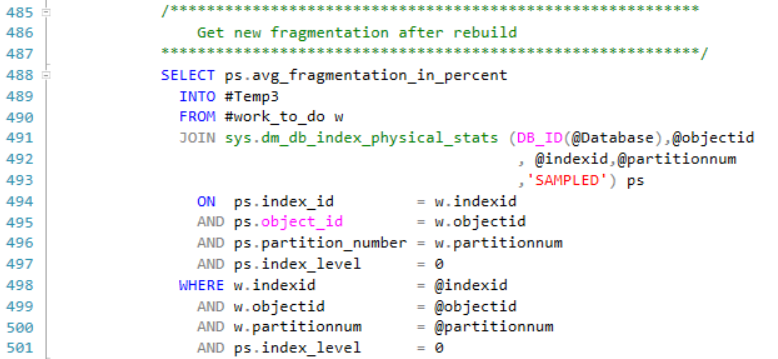 485 /**********************************************************
486 Get new fragmentation after rebuild
487 ***********************************************************/
488 SELECT ps.avg_fragmentation_in_percent
489 INTO #Temp3
490 FROM #work_to_do w
491 JOIN sys.dm_db_index_physical_stats (DB_ID(@Database),@objectid
492 , @indexid,@partitionnum
493 ,'SAMPLED') ps
494 ON ps.index_id = w.indexid
495 AND ps.object_id = w.objectid
496 AND ps.partition_number = w.partitionnum
497 AND ps.index_level = 0
498 WHERE w.indexid = @indexid
499 AND w.objectid = @objectid
500 AND w.partitionnum = @partitionnum
501 AND ps.index_level = 0